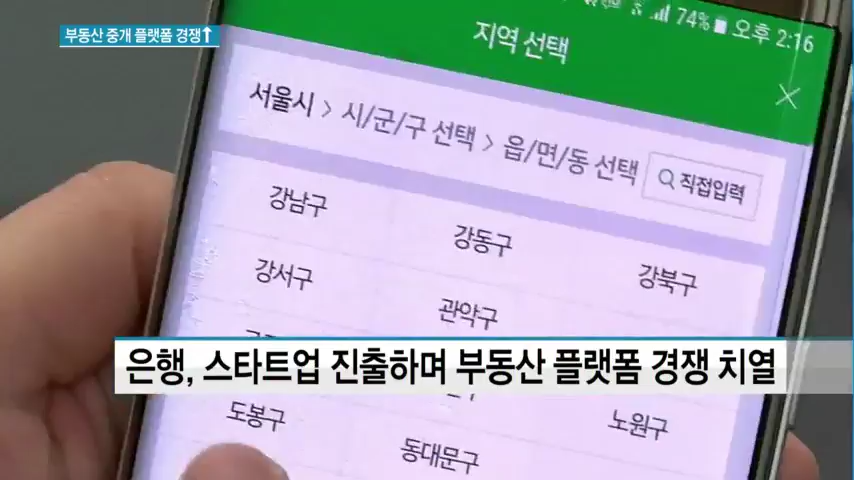 부동산 중개 플랫폼 경쟁↑
74% 오후 2:16
지역 선택
서울시 > 시/군/구 선택 > 읍/면/동 선택 직접입력
강남구 강동구 강북구
강서구 관악구
은행, 스타트업 진출하며 부동산 플랫폼 경쟁 치열
도봉구 동대문구 노원구